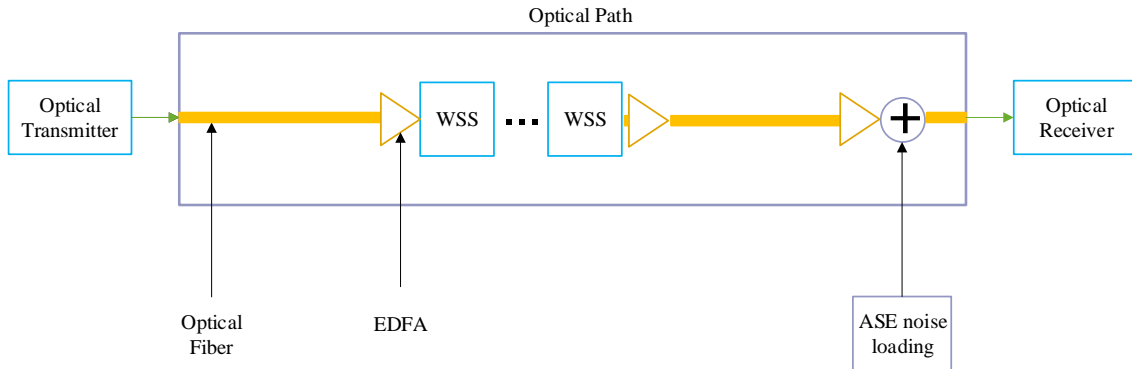 Optical Path
Optical
Transmitter
WSS
WSS
Optical
Receiver
Optical
Fiber
EDFA
ASE noise
loading